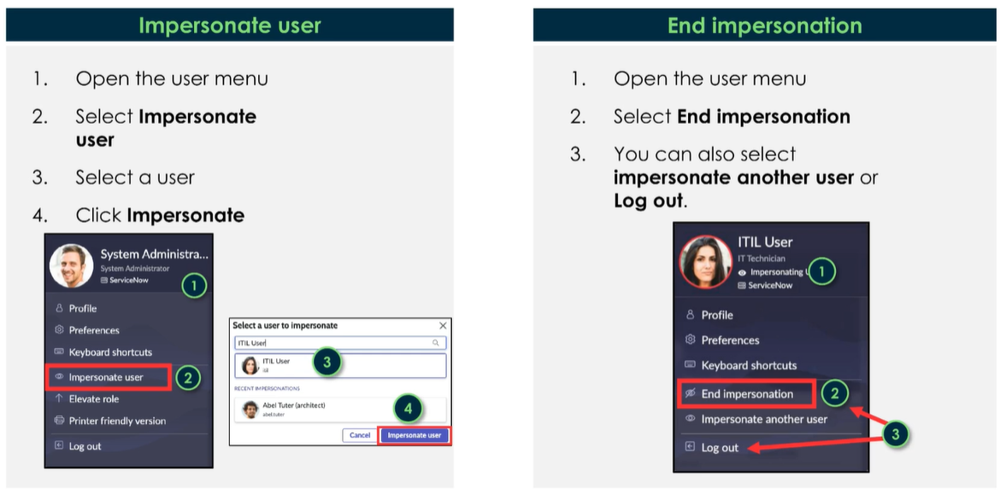 Impersonate user
1. Open the user menu
2. Select Impersonate
user
3. Select a user
4. Click Impersonate
System Administra...
System Administrator
ServiceNow
1
Profile
Preferences
Keyboard shortcuts
Impersonate user
2
Elevate role
Printer friendly version
Log out
Select a user to impersonate
ITIL User
ITIL User
3
RECENT IMPERSONATIONS
Abel Tuter (architect)
abel.tuter
4
Cancel
Impersonate user
End impersonation
1. Open the user menu
2. Select End impersonation
3. You can also select
impersonate another user or
Log out.
ITIL User
IT Technician
Impersonating
1
ServiceNow
Profile
Preferences
Keyboard shortcuts
End impersonation
2
Impersonate another user
3
Log out